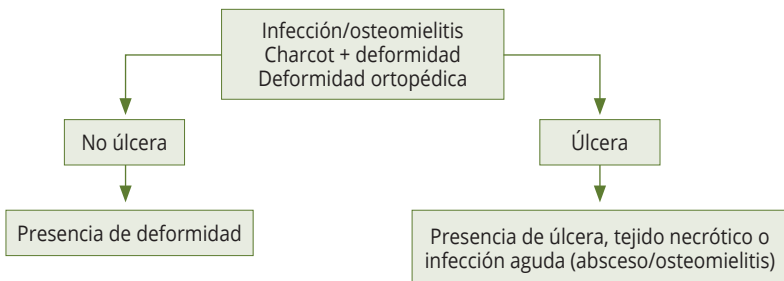 Infección/osteomielitis
Charcot + deformidad
Deformidad ortopédica
No úlcera
Úlcera
Presencia de deformidad
Presencia de úlcera, tejido necrótico o
infección aguda (absceso/osteomielitis)